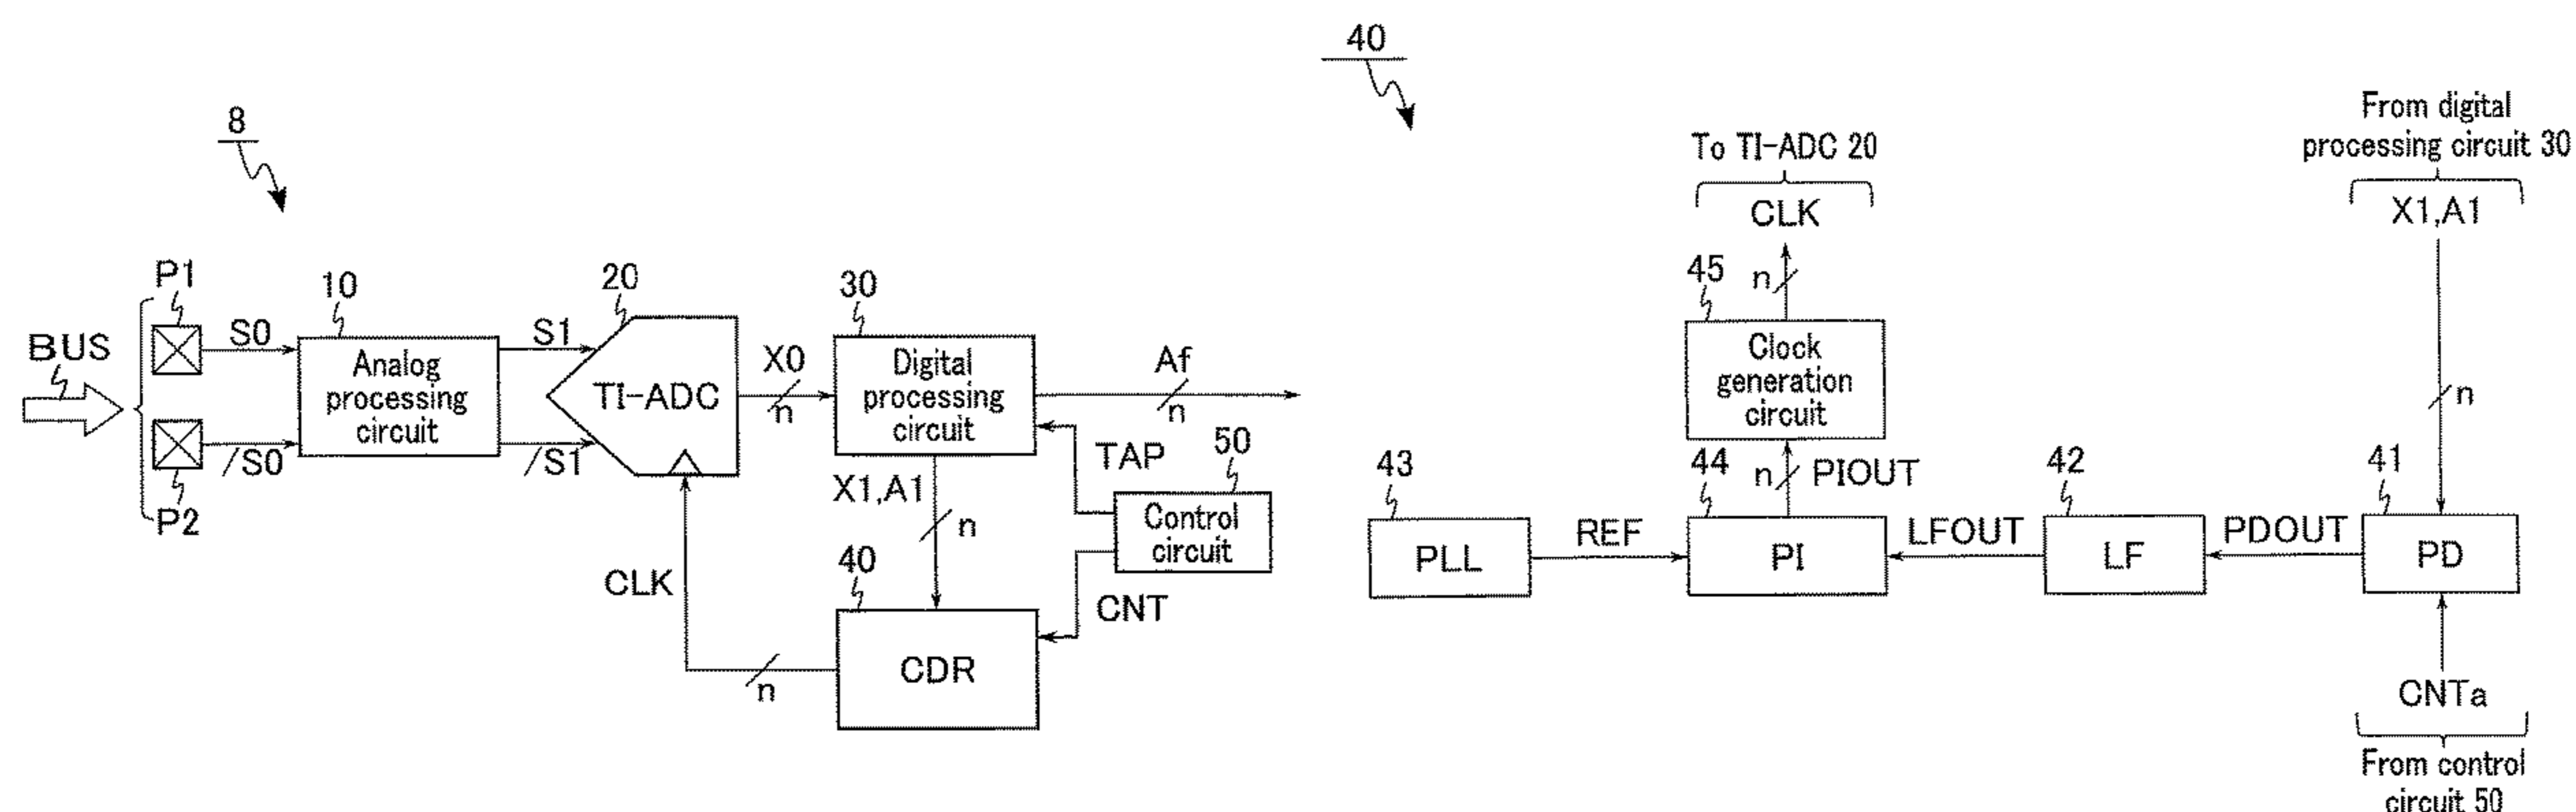 8
BUS
P1
P2
S0
/S0
10
Analog
processing
circuit
S1
/S1
20
TI-ADC
X0
n
30
Digital
processing
circuit
Af
n
X1,A1
n
TAP
50
Control
circuit
CNT
40
CDR
CLK
n
40
To TI-ADC 20
CLK
n
45
Clock
generation
circuit
n
PIOUT
43
PLL
REF
44
PI
LFOUT
42
LF
PDOUT
41
PD
From digital
processing circuit 30
X1,A1
n
CNTa
From control
circuit 50